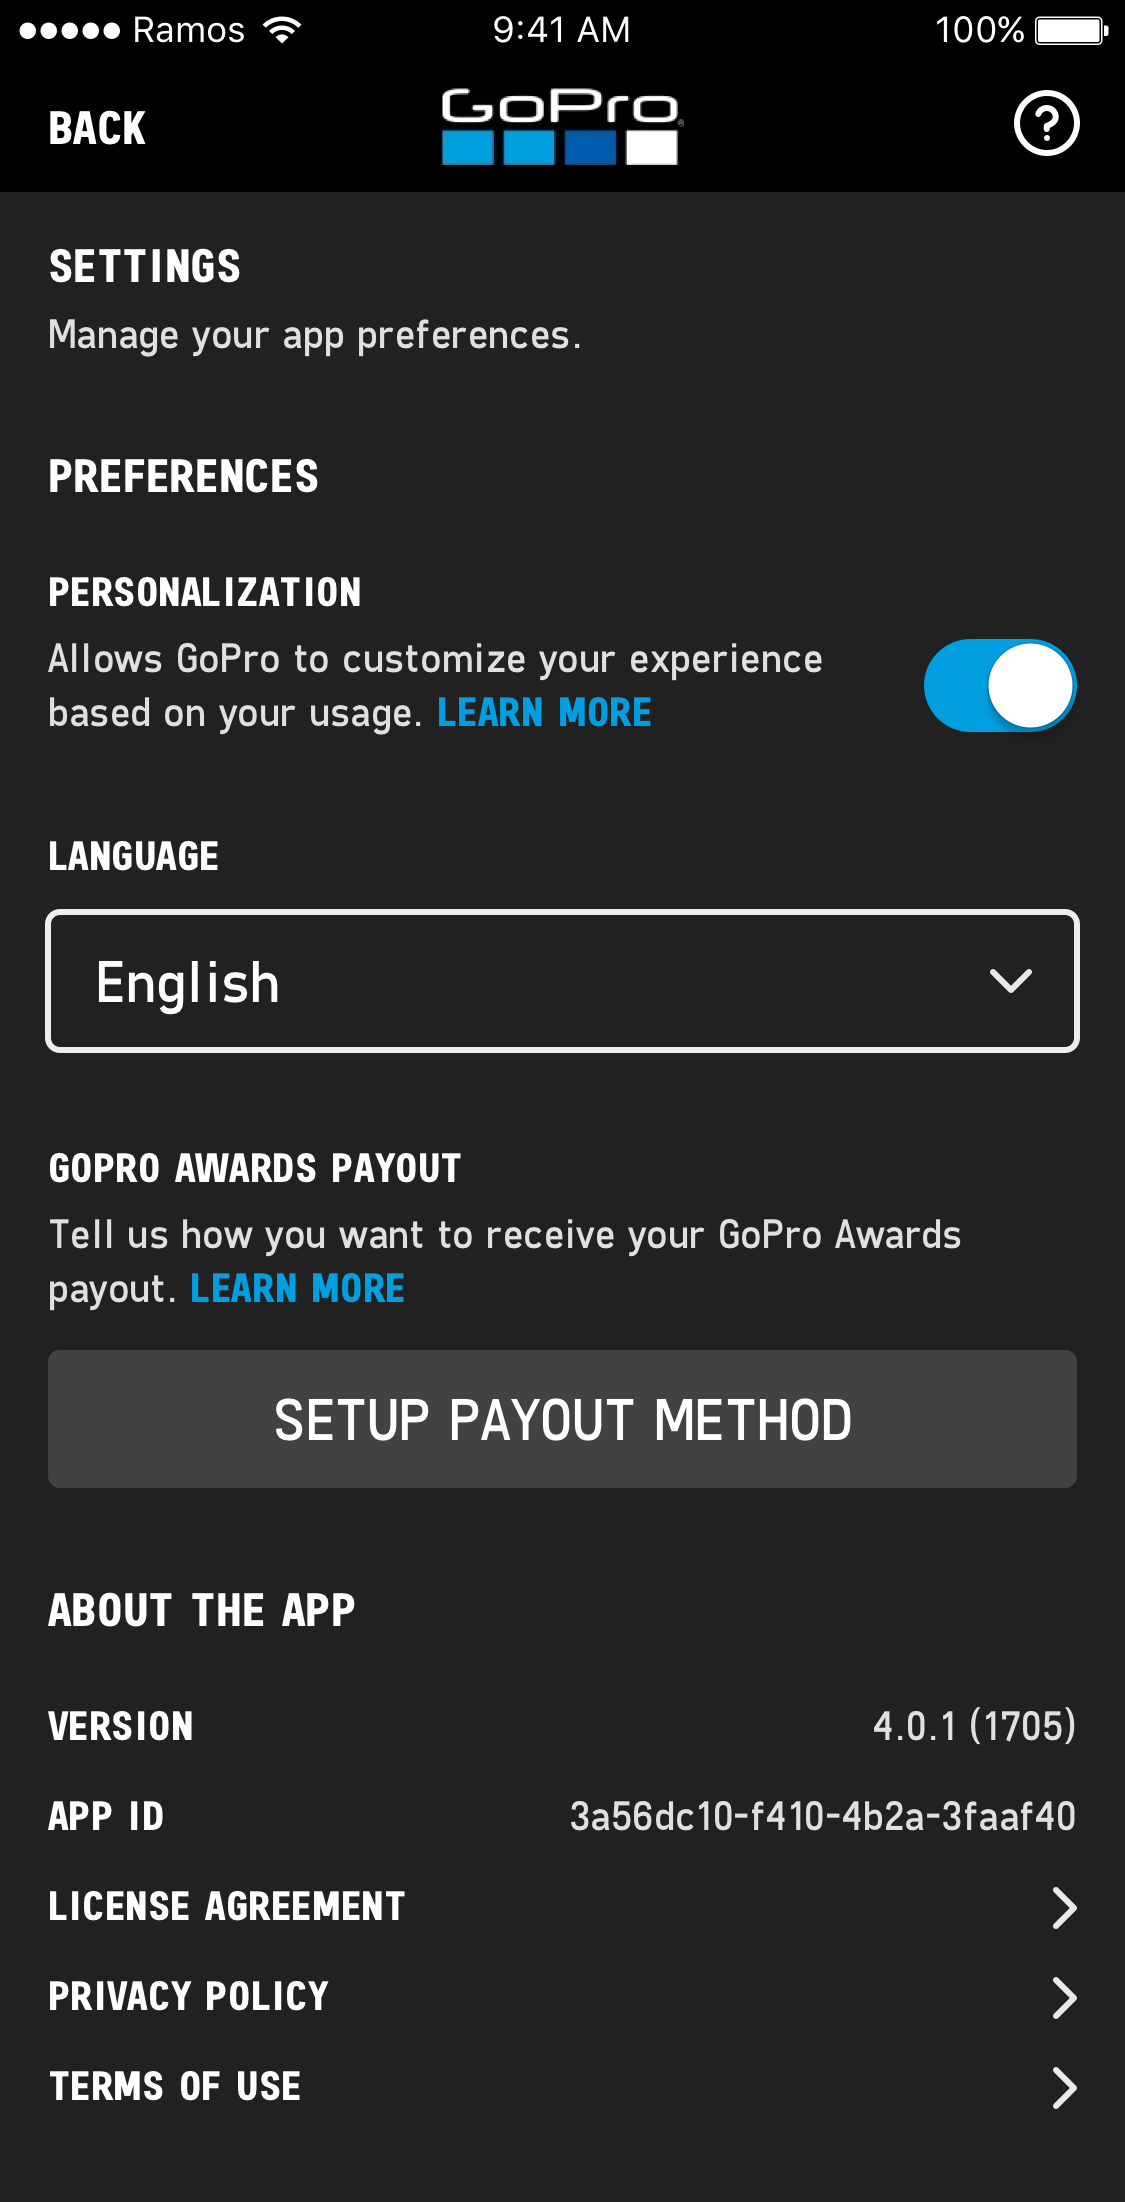 Ramos 9:41 AM 100%
BACK GoPro
SETTINGS
Manage your app preferences.
PREFERENCES
PERSONALIZATION
Allows GoPro to customize your experience
based on your usage. LEARN MORE
LANGUAGE
English
GOPRO AWARDS PAYOUT
Tell us how you want to receive your GoPro Awards
payout. LEARN MORE
SETUP PAYOUT METHOD
ABOUT THE APP
VERSION 4.0.1 (1705)
APP ID 3a56dc10-f410-4b2a-3faaf40
LICENSE AGREEMENT
PRIVACY POLICY
TERMS OF USE